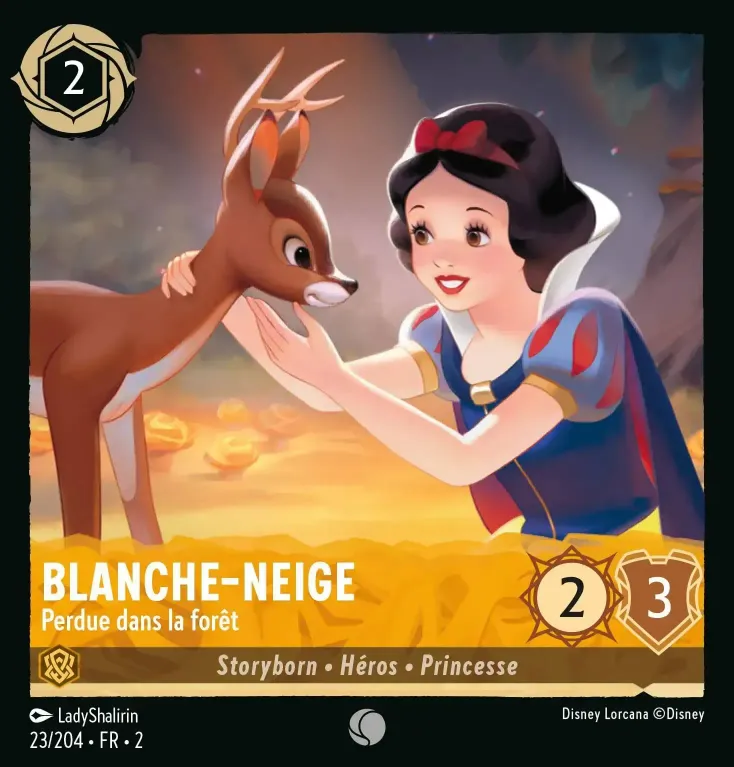 2
BLANCHE-NEIGE
Perdue dans la forêt
2 3
Storyborn • Héros • Princesse
LadyShalirin
Disney Lorcana ©Disney
23/204 • FR • 2